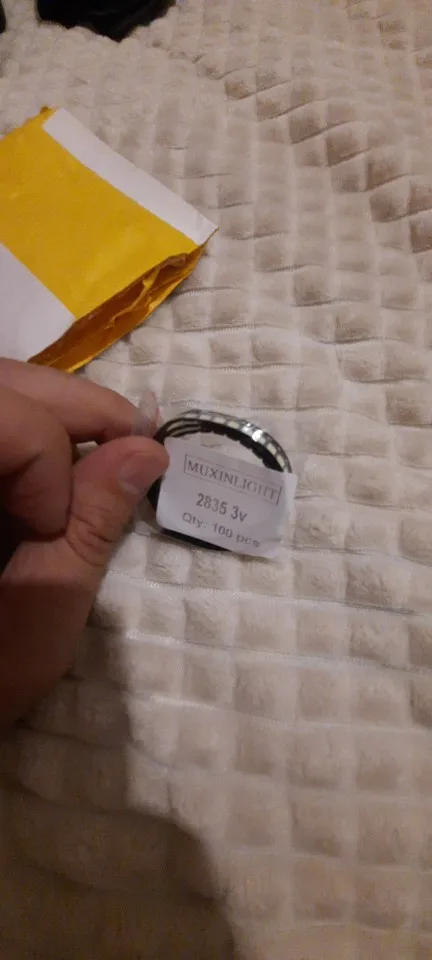 MUXINLIGHT
2835 3v
Qty: 100 pcs